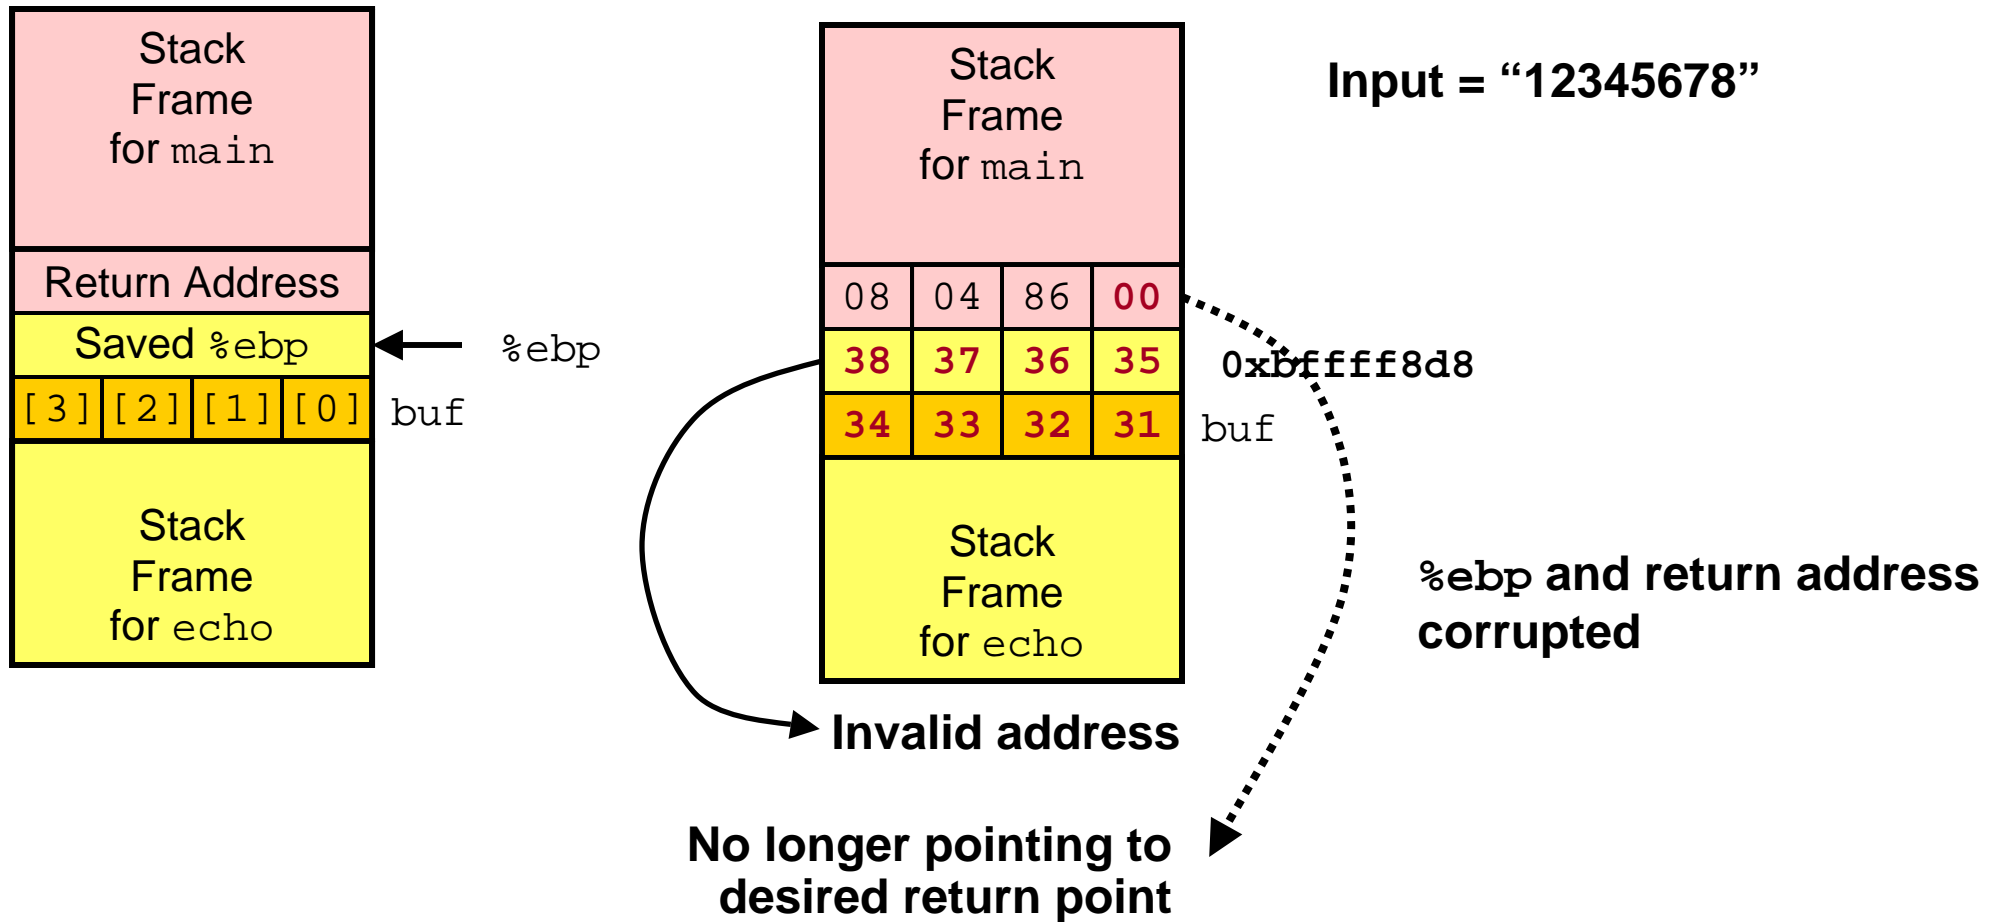 Stack
Frame
for main
Return Address
Saved %ebp
%ebp
[3] [2] [1] [0]
buf
Stack
Frame
for echo
Stack
Frame
for main
08 04 86 00
38 37 36 35
0xbffff8d8
34 33 32 31
buf
Stack
Frame
for echo
Input = “12345678”
%ebp and return address
corrupted
Invalid address
No longer pointing to
desired return point